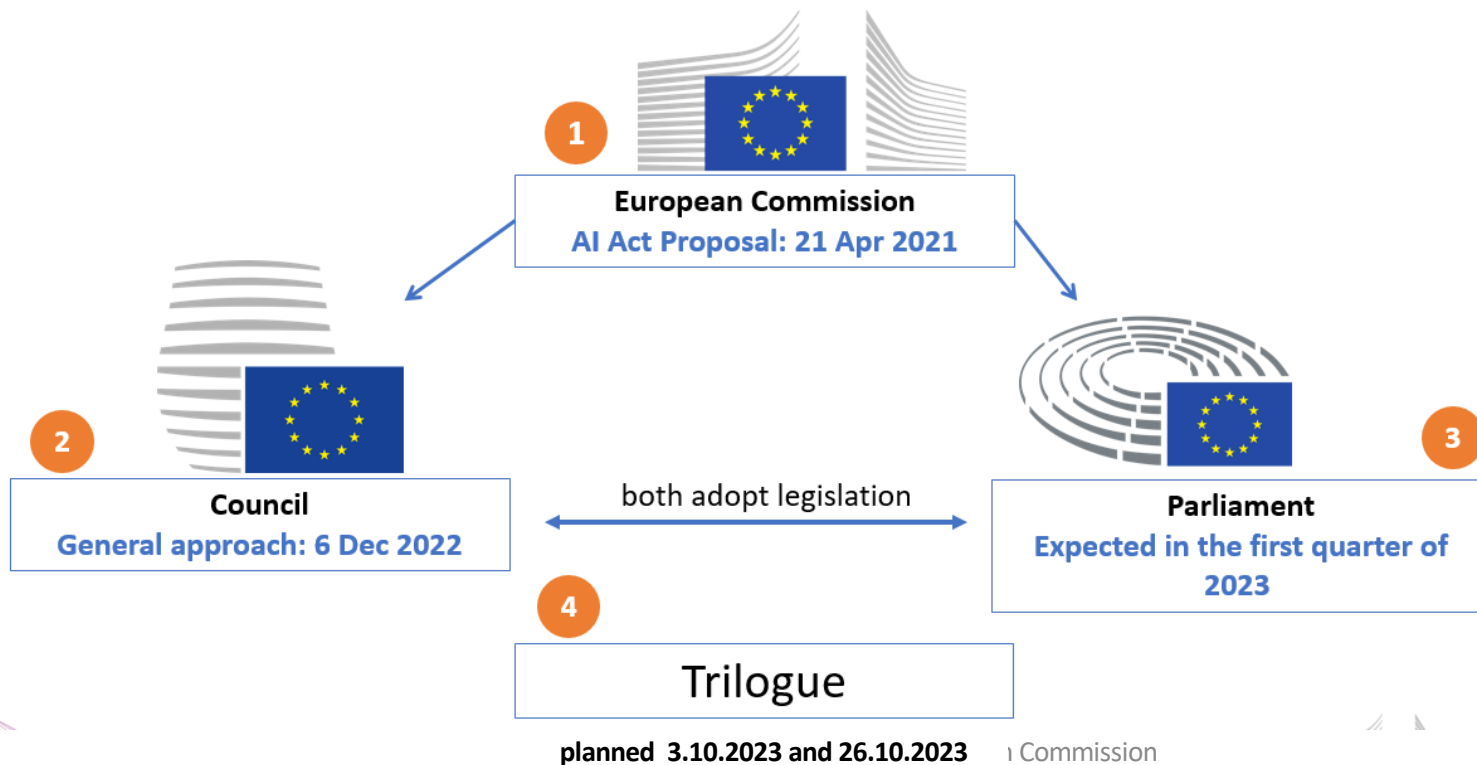 1
European Commission
AI Act Proposal: 21 Apr 2021
2
Council
General approach: 6 Dec 2022
both adopt legislation
3
Parliament
Expected in the first quarter of
2023
4
Trilogue
planned 3.10.2023 and 26.10.2023
Commission